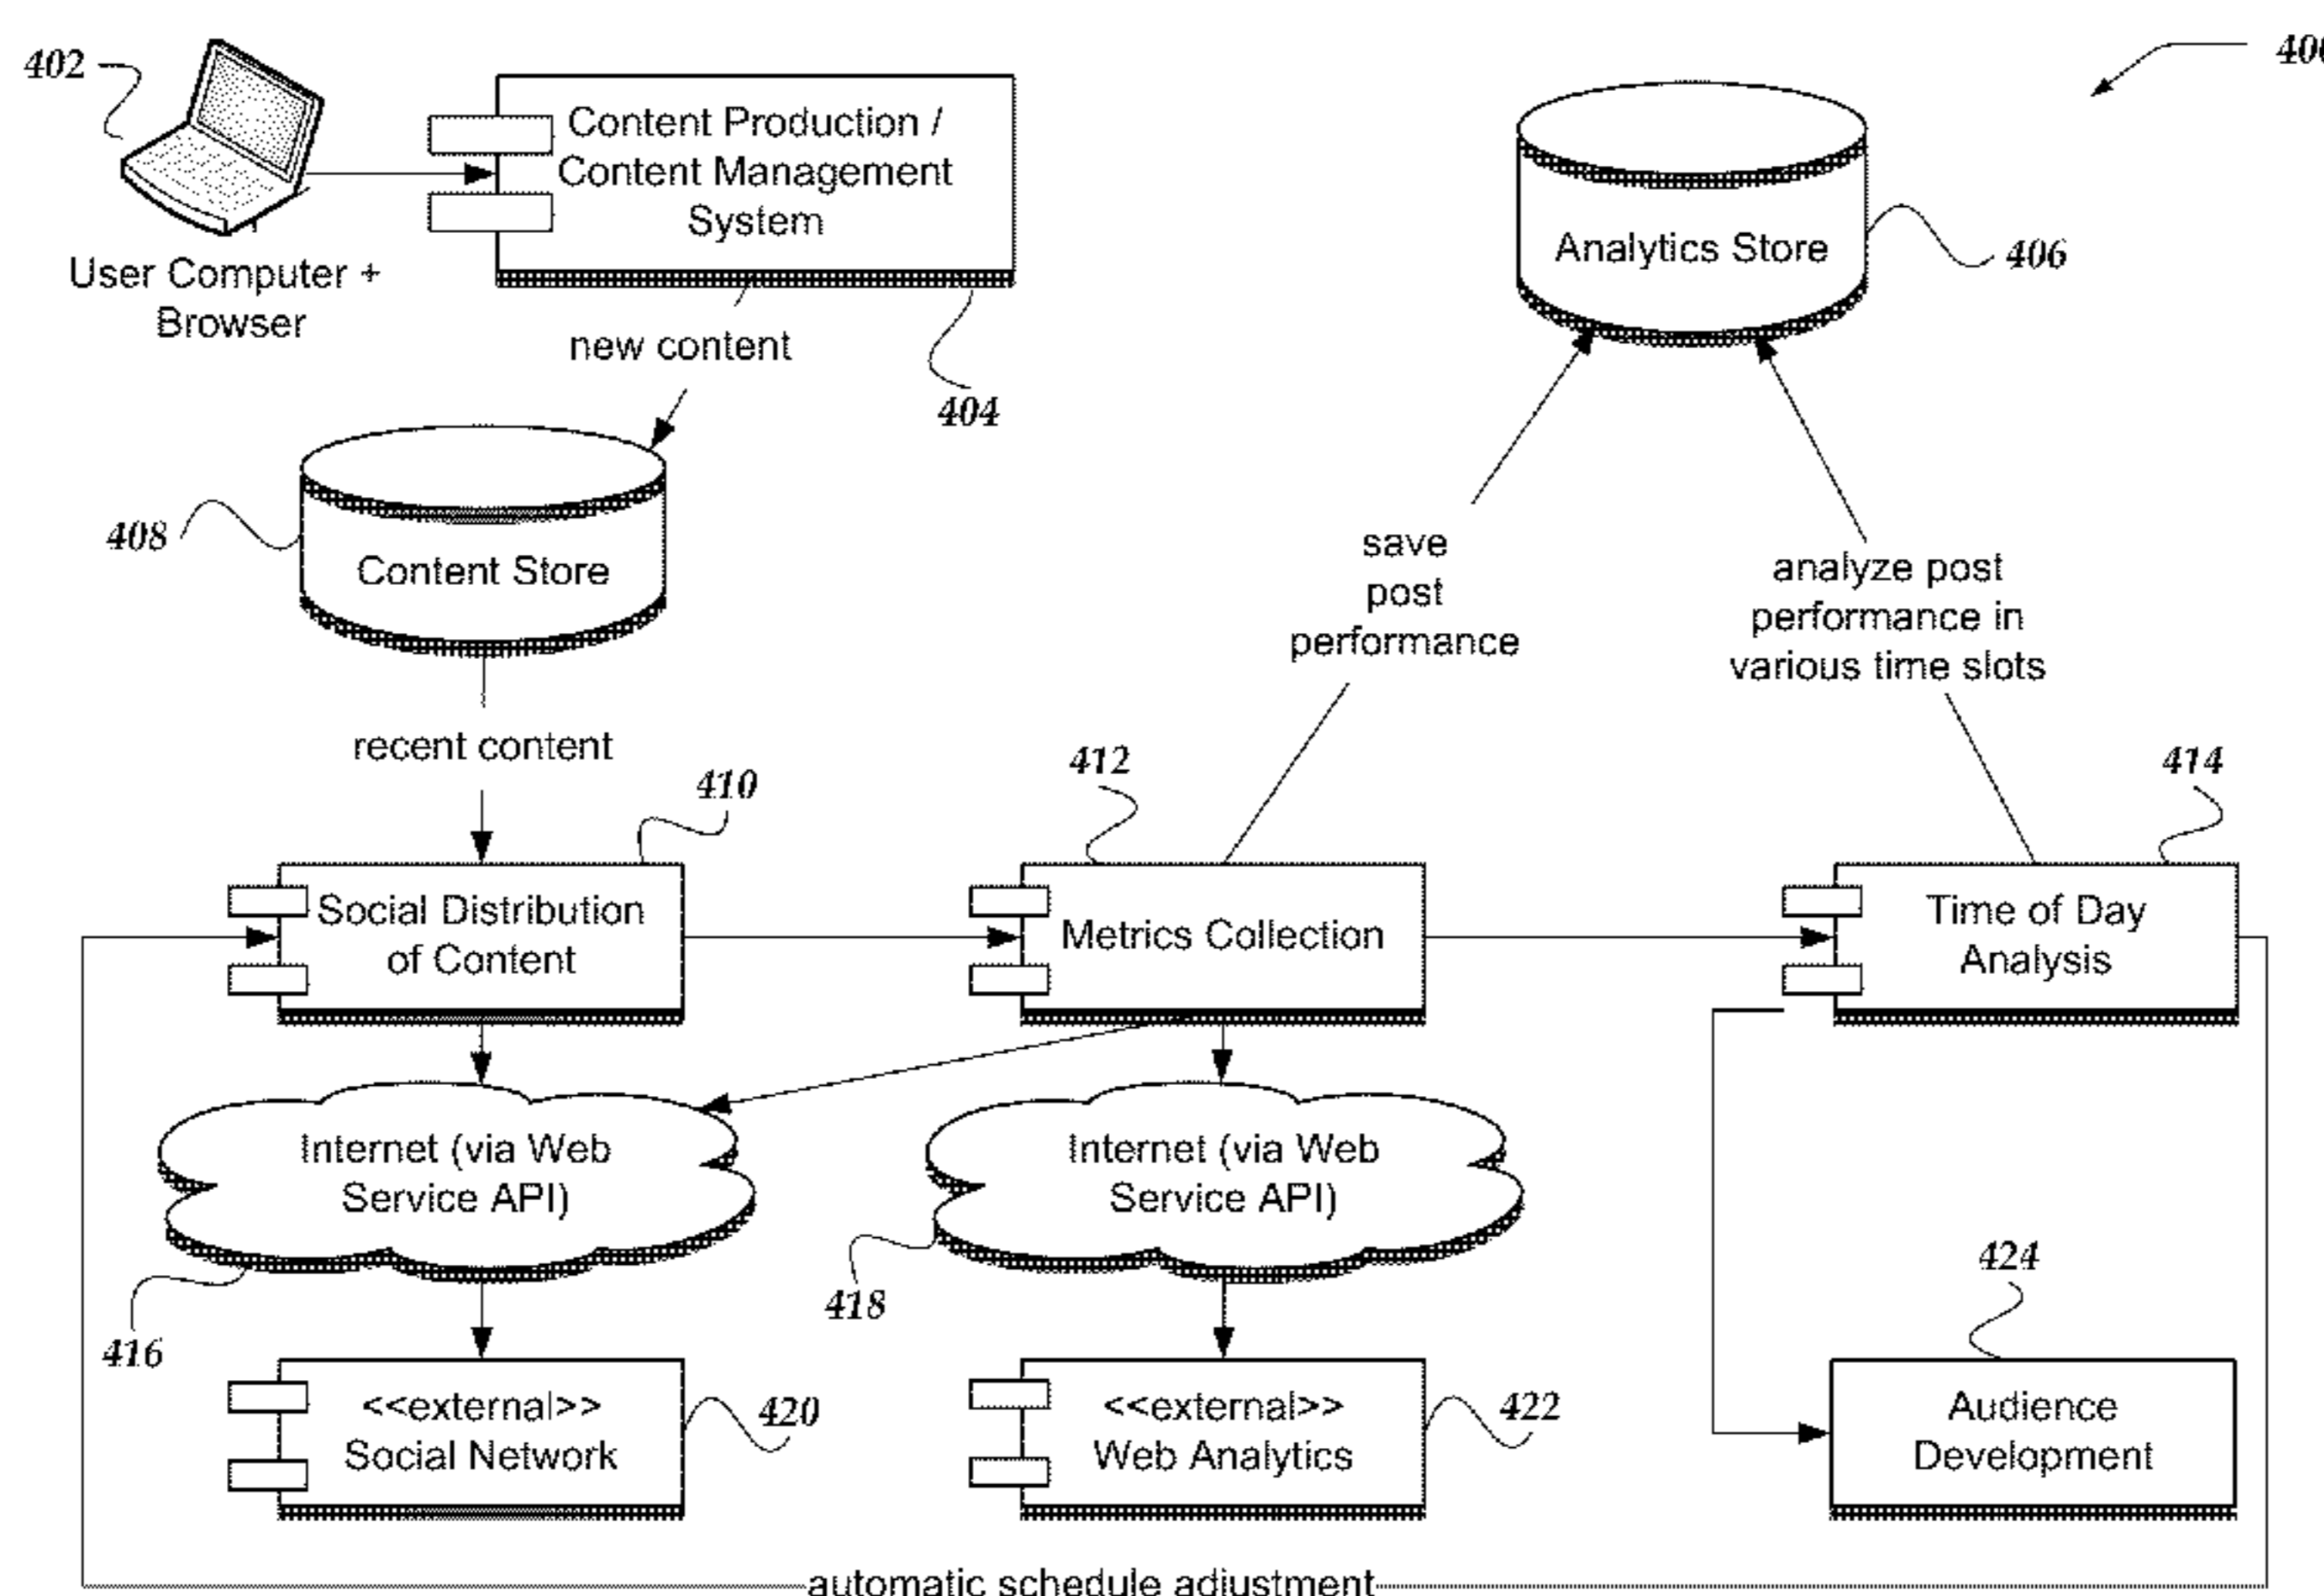 402
400
Content Production /
Content Management
System
User Computer +
Browser
Analytics Store
406
new content
404
408
Content Store
save
post
performance
analyze post
performance in
various time slots
recent content
410
412
414
Social Distribution
of Content
Metrics Collection
Time of Day
Analysis
Internet (via Web
Service API)
Internet (via Web
Service API)
416
418
424
<<external>>
Social Network
420
<<external>>
Web Analytics
422
Audience
Development
automatic schedule adjustment